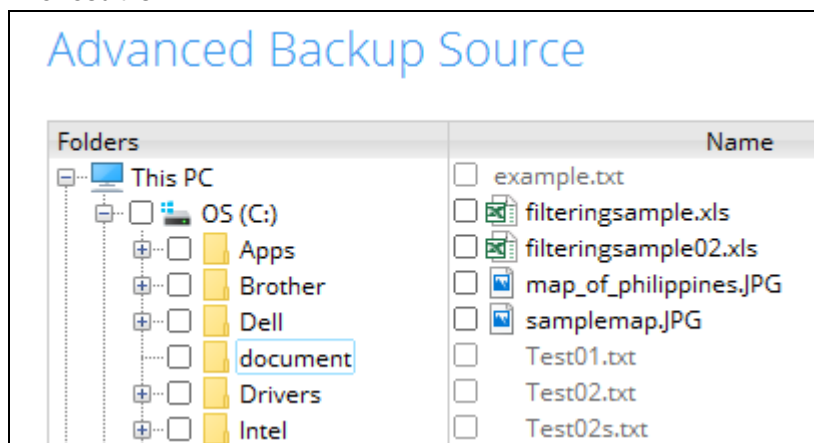 Advanced Backup Source
Folders
Name
This PC
OS (C:)
Apps
Brother
Dell
document
Drivers
Intel
example.txt
filteringsample.xls
filteringsample02.xls
map_of_philippines.JPG
samplemap.JPG
Test01.txt
Test02.txt
Test02s.txt